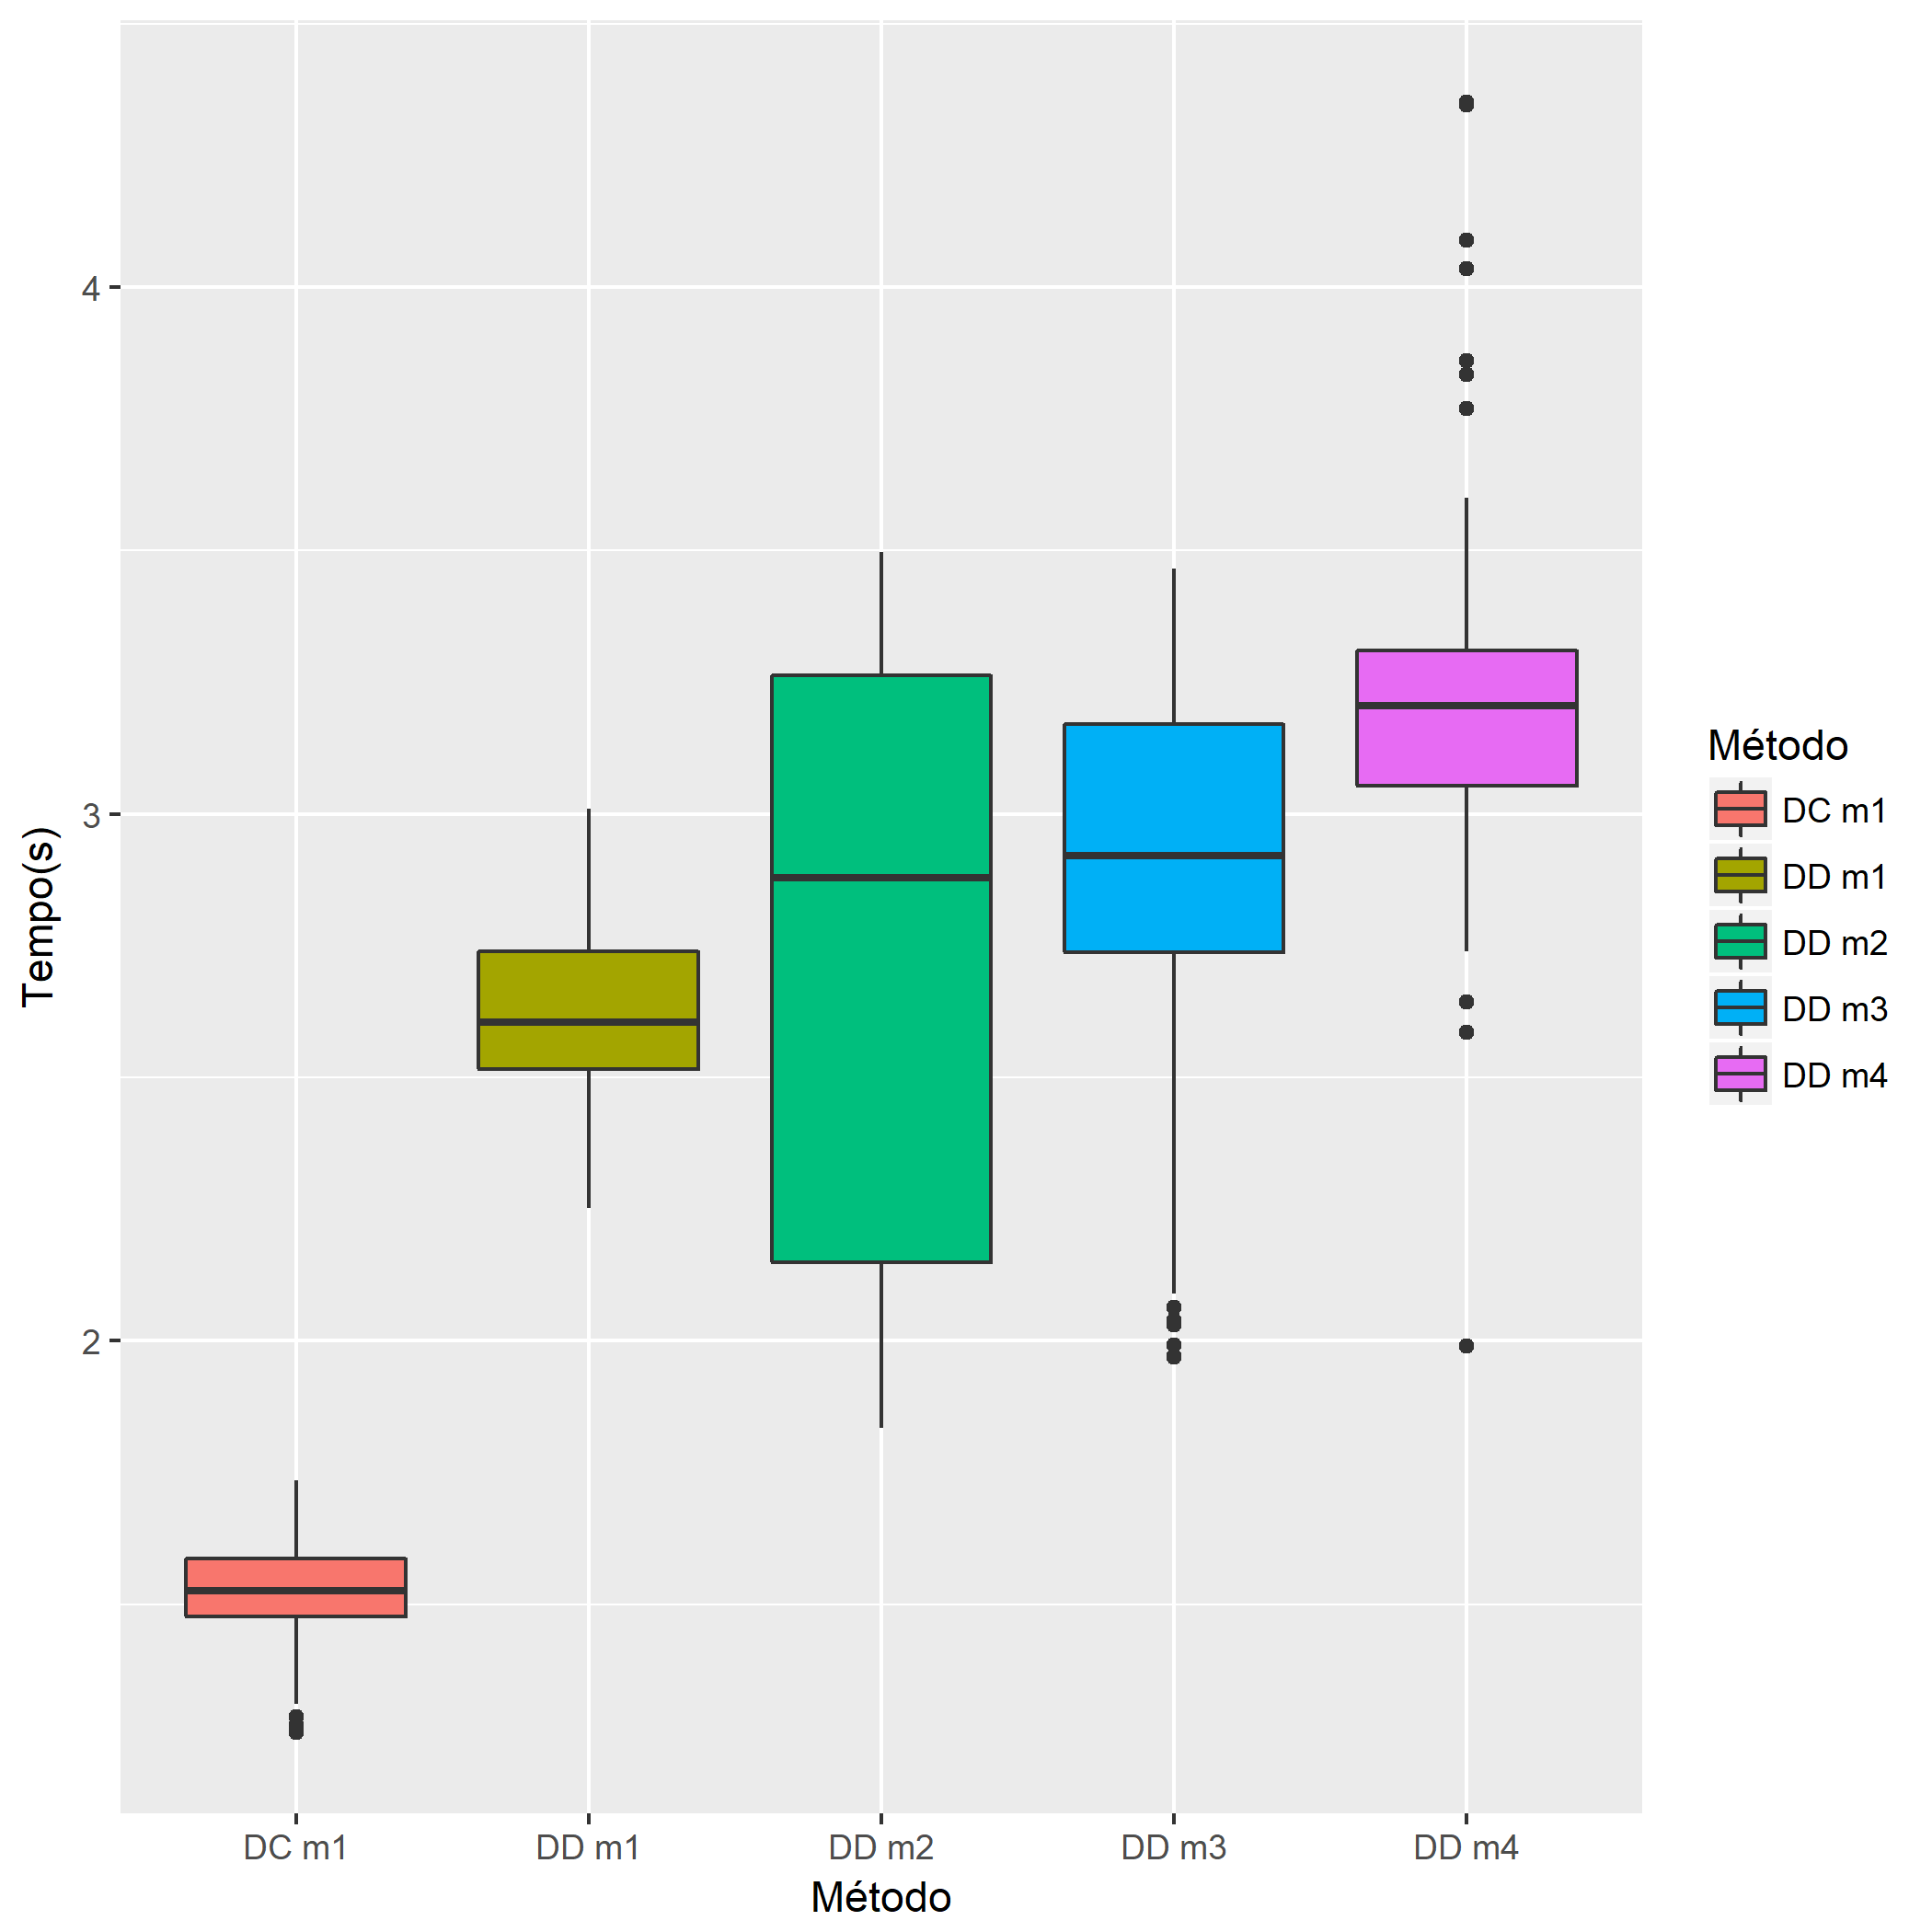 Tempo(s)
4
3
2
DC m1
DD m1
DD m2
DD m3
DD m4
Método
Método
DC m1
DD m1
DD m2
DD m3
DD m4